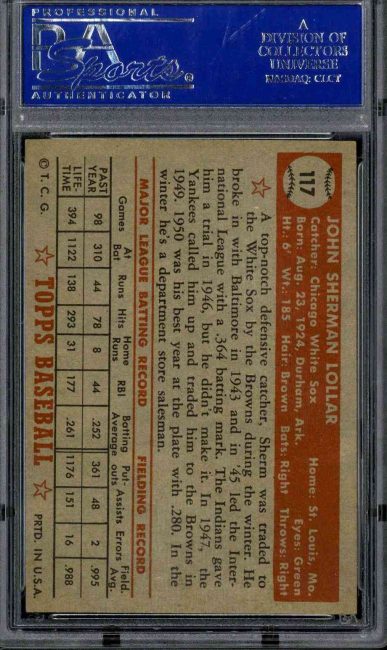 PROFESSIONAL
PSA
Sports
AUTHENTICATOR
A
DIVISION OF
COLLECTORS
UNIVERSE
NASDAQ: CLCT
117
JOHN SHERMAN LOLLAR
Catcher: Chicago White Sox Home: St. Louis, Mo.
Born: Aug. 23, 1924, Durham, Ark. Eyes: Green
Ht.: 6' Wt.: 185 Hair: Brown Bats: Right Throws: Right
A top-notch defensive catcher, Sherm was traded to
the White Sox by the Browns during the winter. He
broke in with Baltimore in 1943 and in '45 led the Inter-
national League with a .364 batting mark. The Indians gave
him a trial in 1946, but he didn't make it. In 1947, the
Yankees called him up and traded him to the Browns in
1949. 1950 was his best year at the plate with .280. In the
winter he's a department store salesman.
MAJOR LEAGUE BATTING RECORD FIELDING RECORD
Games At Bat Runs Hits Home Runs RBI Batting Average Put-outs Assists Errors Field. Avg.
PAST YEAR 98 310 44 78 8 44 .252 361 48 2 .995
LIFE-TIME 394 1122 138 293 31 177 .261 1176 151 16 .988
© T. C. G. TOPPS BASEBALL PRTD. IN U.S.A.